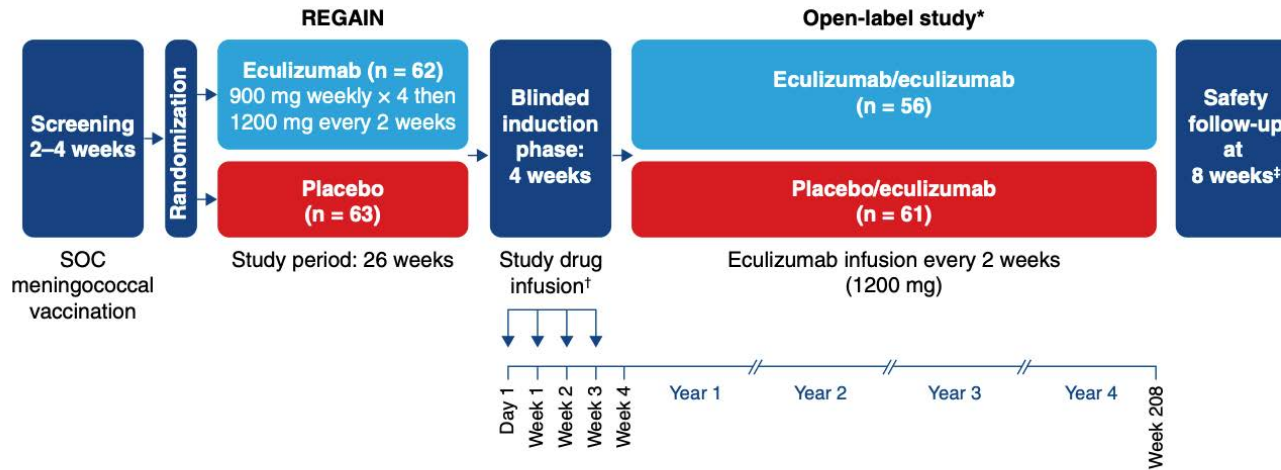 REGAIN
Open-label study*
Screening
2–4 weeks
Randomization
Eculizumab (n = 62)
900 mg weekly × 4 then
1200 mg every 2 weeks
Placebo
(n = 63)
Blinded
induction
phase:
4 weeks
Eculizumab/eculizumab
(n = 56)
Placebo/eculizumab
(n = 61)
Safety
follow-up
at
8 weeks‡
SOC
meningococcal
vaccination
Study period: 26 weeks
Study drug
infusion†
Eculizumab infusion every 2 weeks
(1200 mg)
Day 1
Week 1
Week 2
Week 3
Week 4
Year 1
Year 2
Year 3
Year 4
Week 208